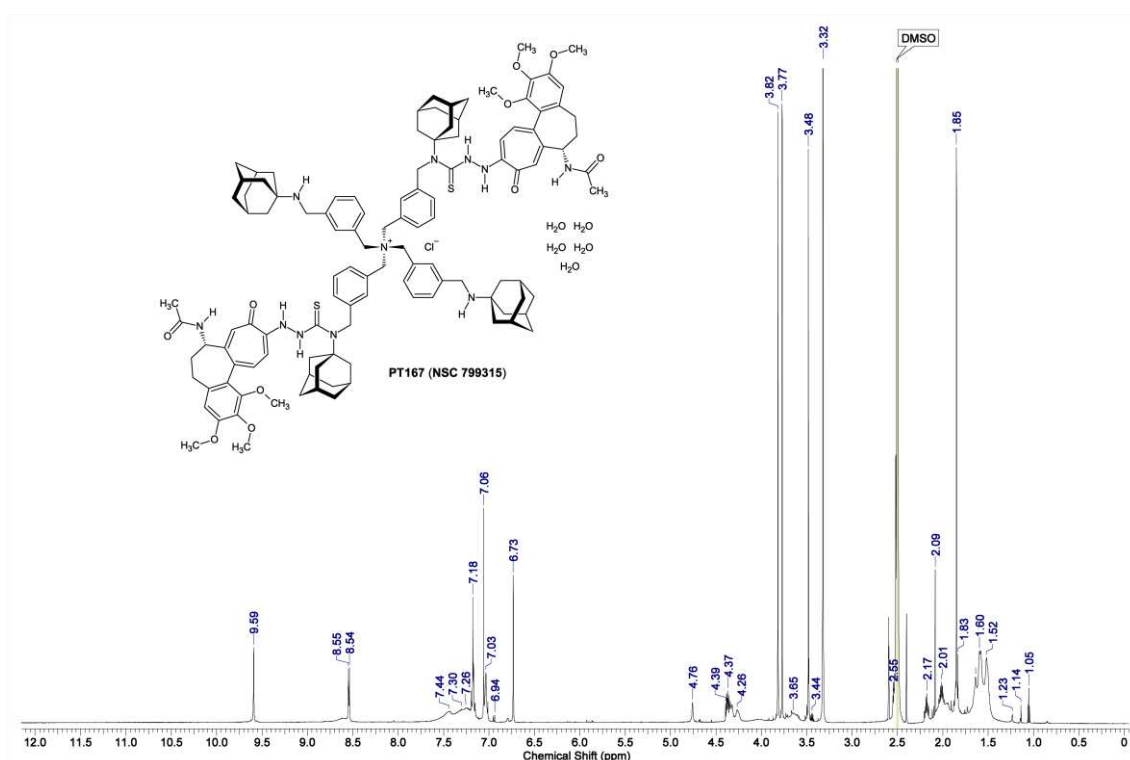 3.32
DMSO
3.82
3.77
3.48
1.85
CH₃
O
H₃C
O
O
CH₃
H₃C
O
H
N
H
N
N
H
S
O
N
H
O
CH₃
H
N
N⁺
Cl⁻
H₂O H₂O
H₂O H₂O
H₂O
N
H
CH₃
O
N
H
O
H
N
N
H
S
N
O
CH₃
O
H₃C
O
H₃C
PT167 (NSC 799315)
7.06
7.18
6.73
2.09
9.59
8.55
8.54
7.44
7.30
7.26
7.03
6.94
4.76
4.39
4.37
4.26
3.65
3.44
2.55
2.17
2.01
1.83
1.60
1.52
1.23
1.14
1.05
12.0 11.5 11.0 10.5 10.0 9.5 9.0 8.5 8.0 7.5 7.0 6.5 6.0 5.5 5.0 4.5 4.0 3.5 3.0 2.5 2.0 1.5 1.0 0.5 0
Chemical Shift (ppm)